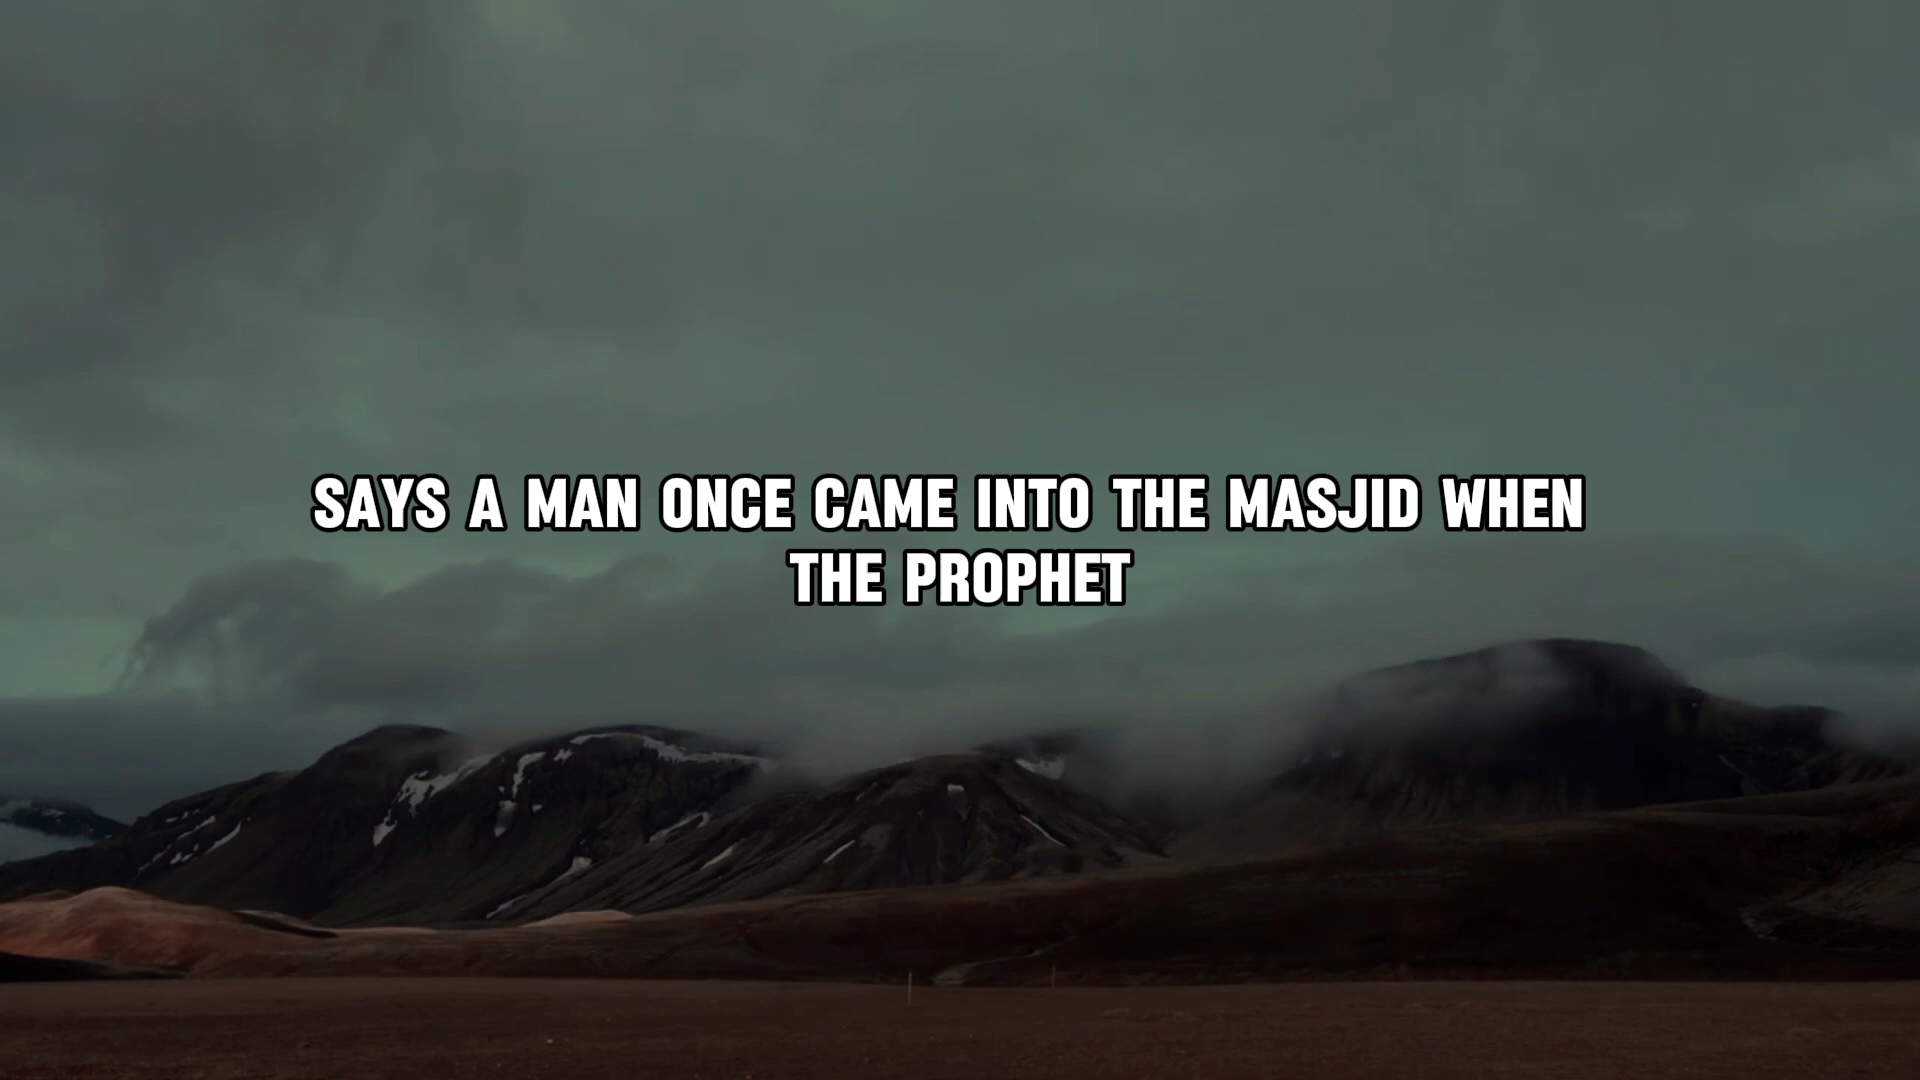 SAYS A MAN ONCE CAME INTO THE MASJID WHEN
THE PROPHET